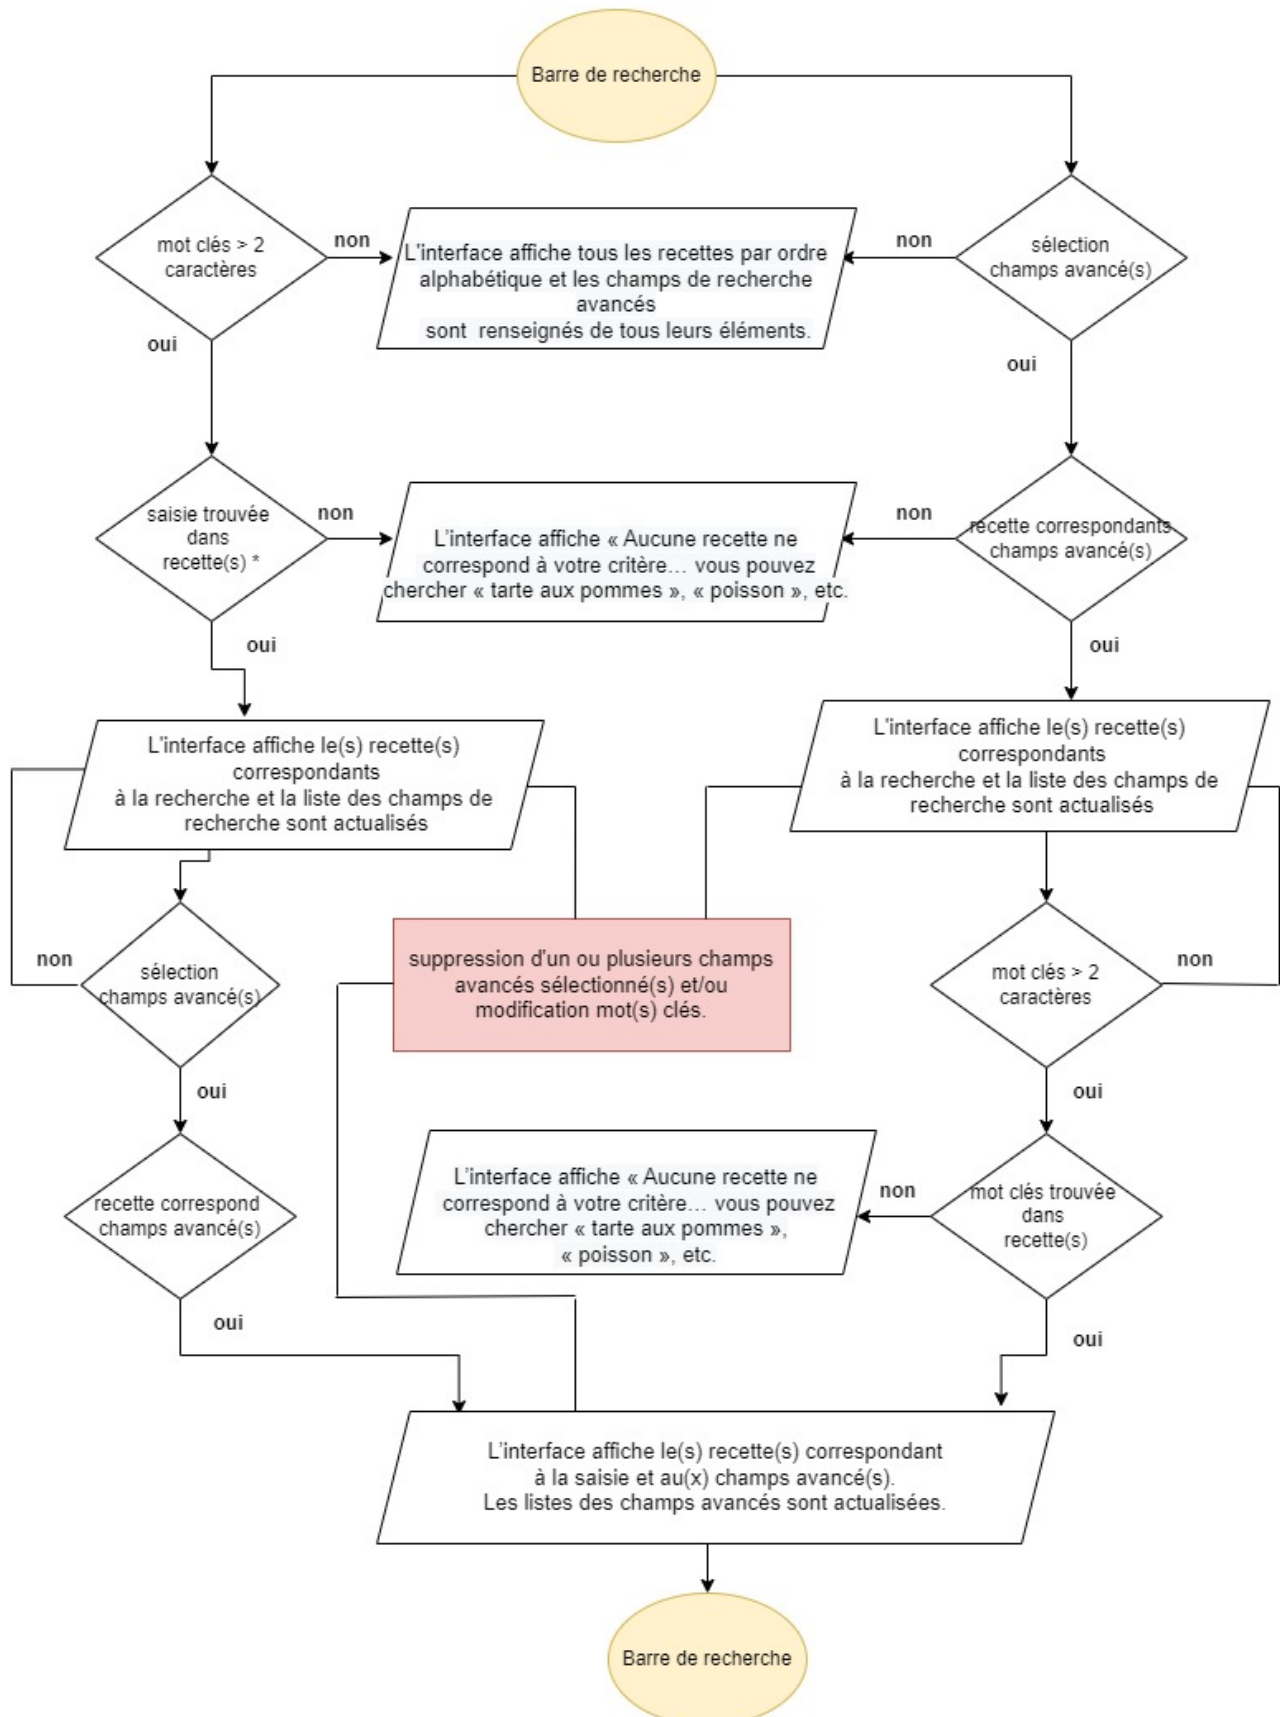 Barre de recherche
mot clés > 2
caractères
non
L'interface affiche tous les recettes par ordre
alphabétique et les champs de recherche
avancés
sont renseignés de tous leurs éléments.
non
sélection
champs avancé(s)
oui
oui
saisie trouvée
dans
recette(s) *
non
L'interface affiche « Aucune recette ne
correspond à votre critère… vous pouvez
chercher « tarte aux pommes », « poisson », etc.
non
recette correspondants
champs avancé(s)
oui
oui
L'interface affiche le(s) recette(s)
correspondants
à la recherche et la liste des champs de
recherche sont actualisés
L'interface affiche le(s) recette(s)
correspondants
à la recherche et la liste des champs de
recherche sont actualisés
non
sélection
champs avancé(s)
suppression d'un ou plusieurs champs
avancés sélectionné(s) et/ou
modification mot(s) clés.
mot clés > 2
caractères
non
oui
oui
recette correspond
champs avancé(s)
L'interface affiche « Aucune recette ne
correspond à votre critère… vous pouvez
chercher « tarte aux pommes »,
« poisson », etc.
non
mot clés trouvée
dans
recette(s)
oui
oui
L'interface affiche le(s) recette(s) correspondant
à la saisie et au(x) champs avancé(s).
Les listes des champs avancés sont actualisées.
Barre de recherche